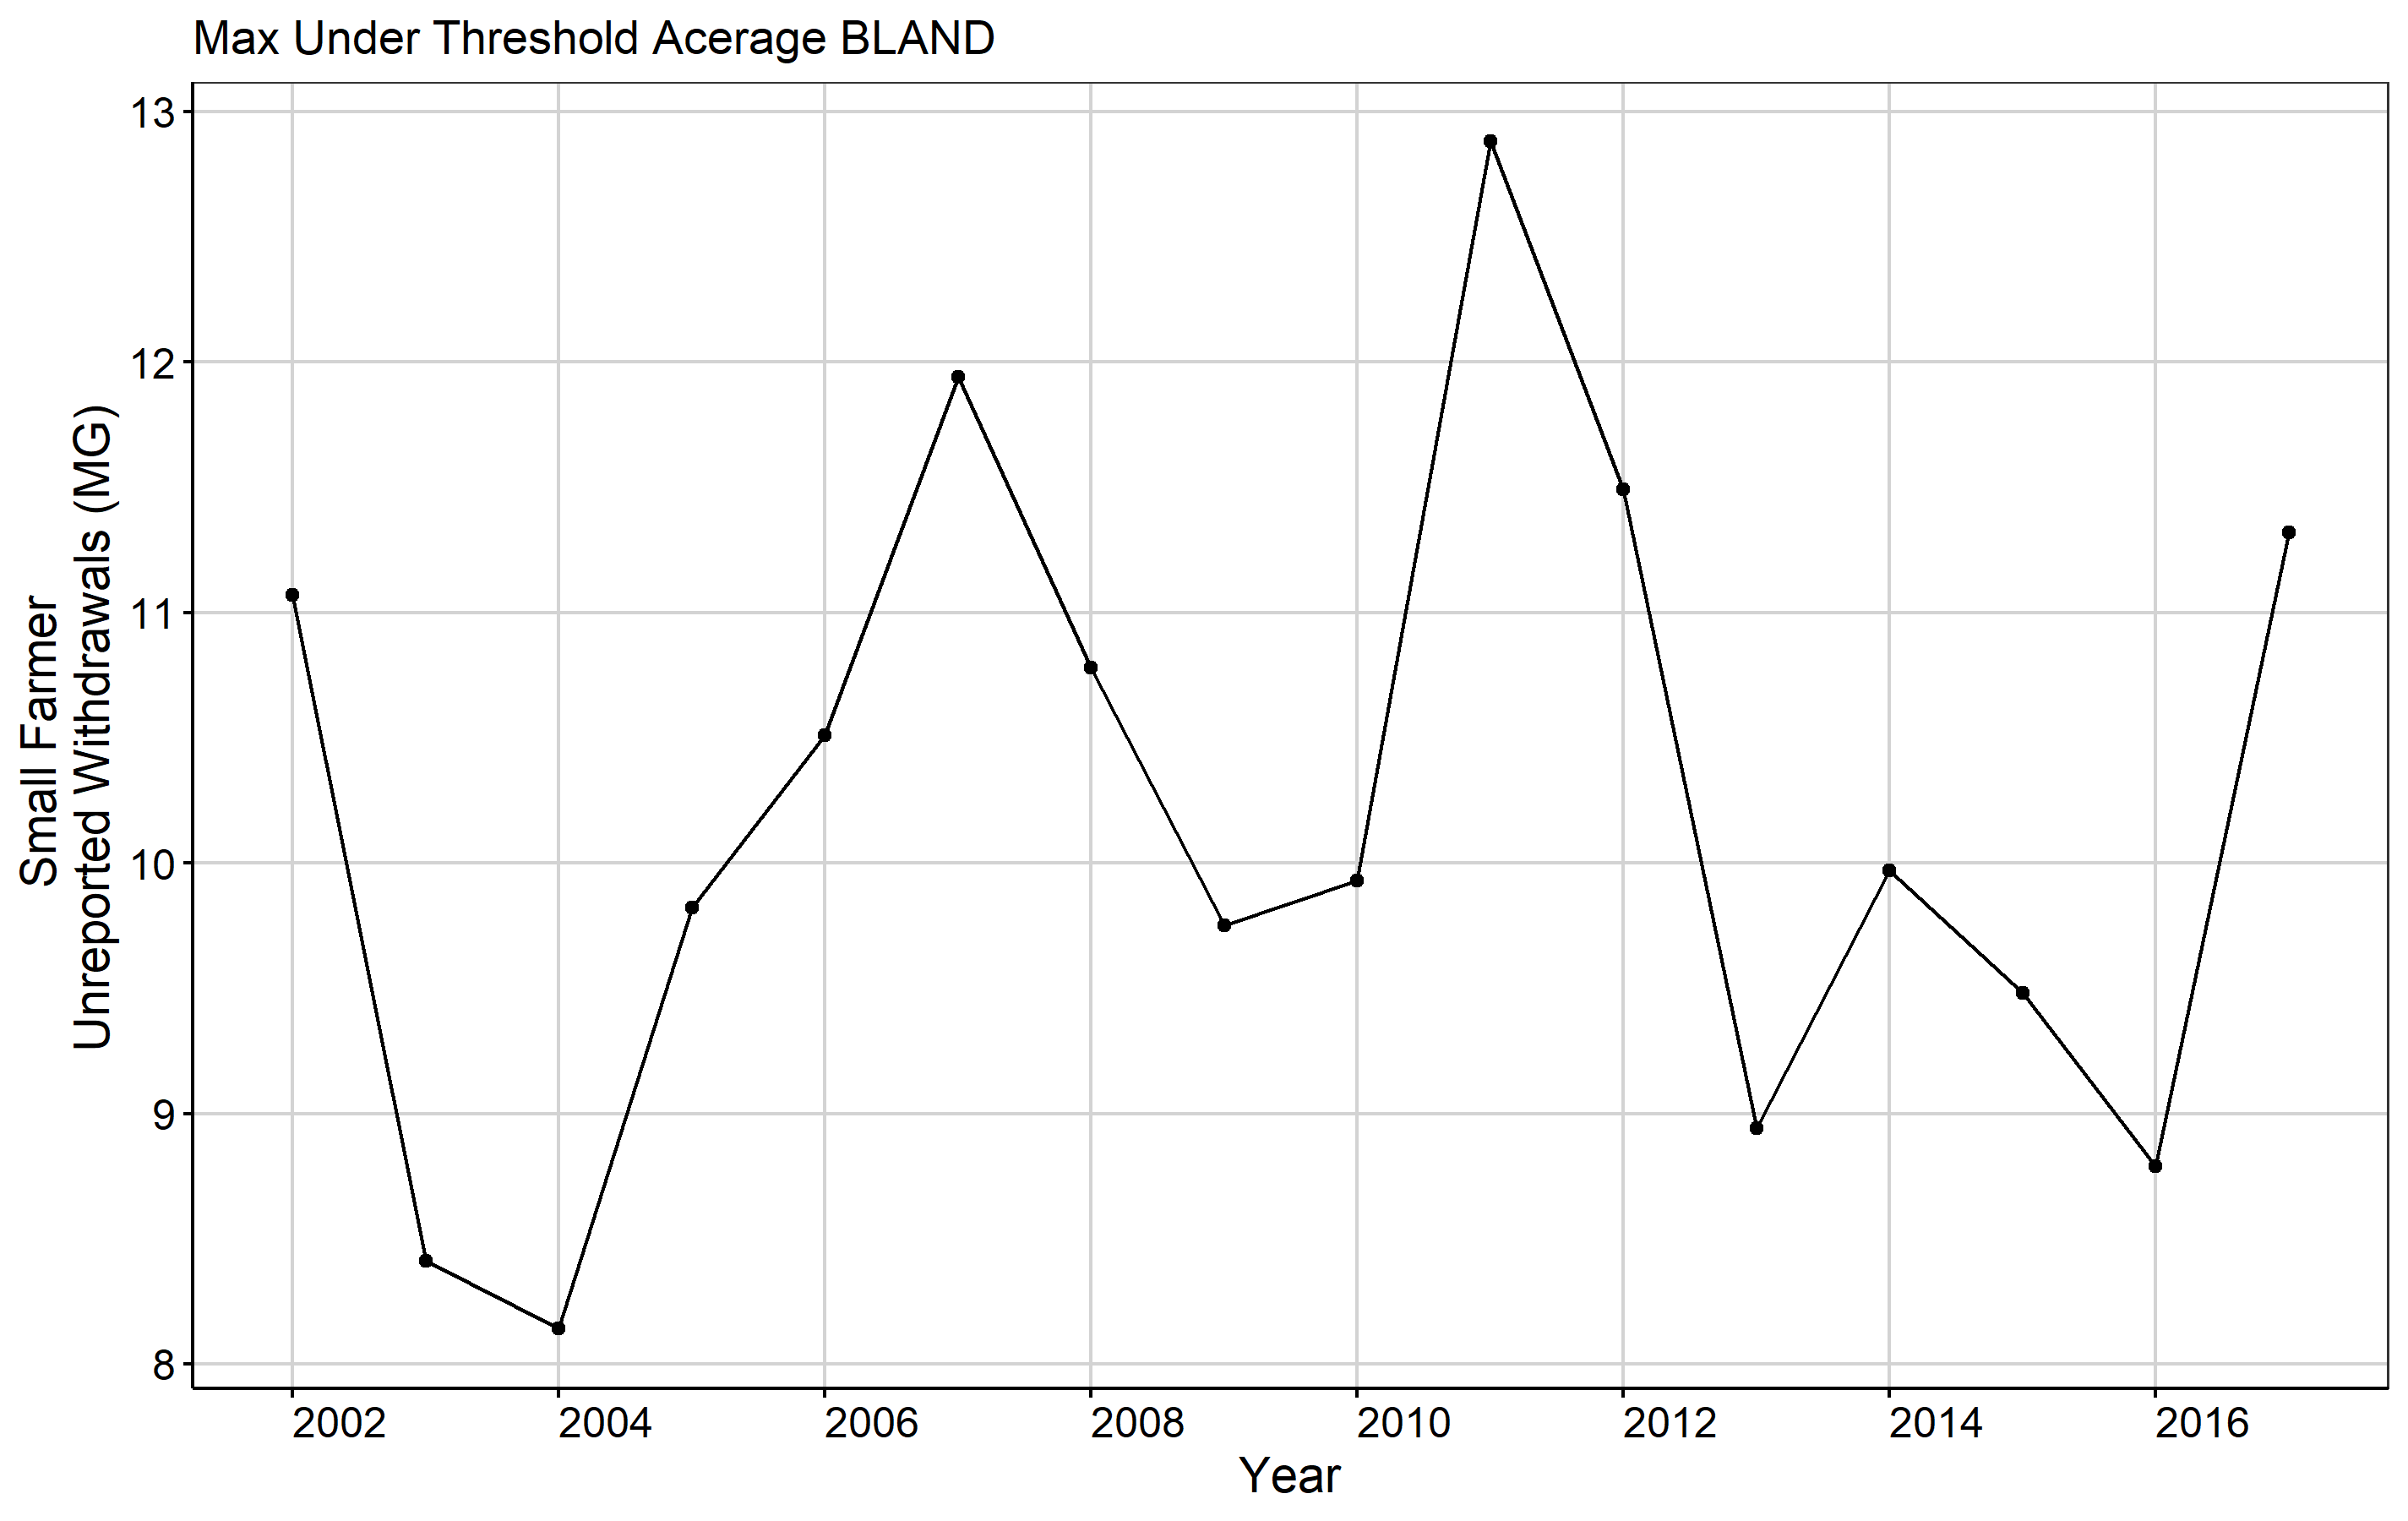 Max Under Threshold Acerage BLAND
Small Farmer
Unreported Withdrawals (MG)
13
12
11
10
9
8
2002 2004 2006 2008 2010 2012 2014 2016
Year